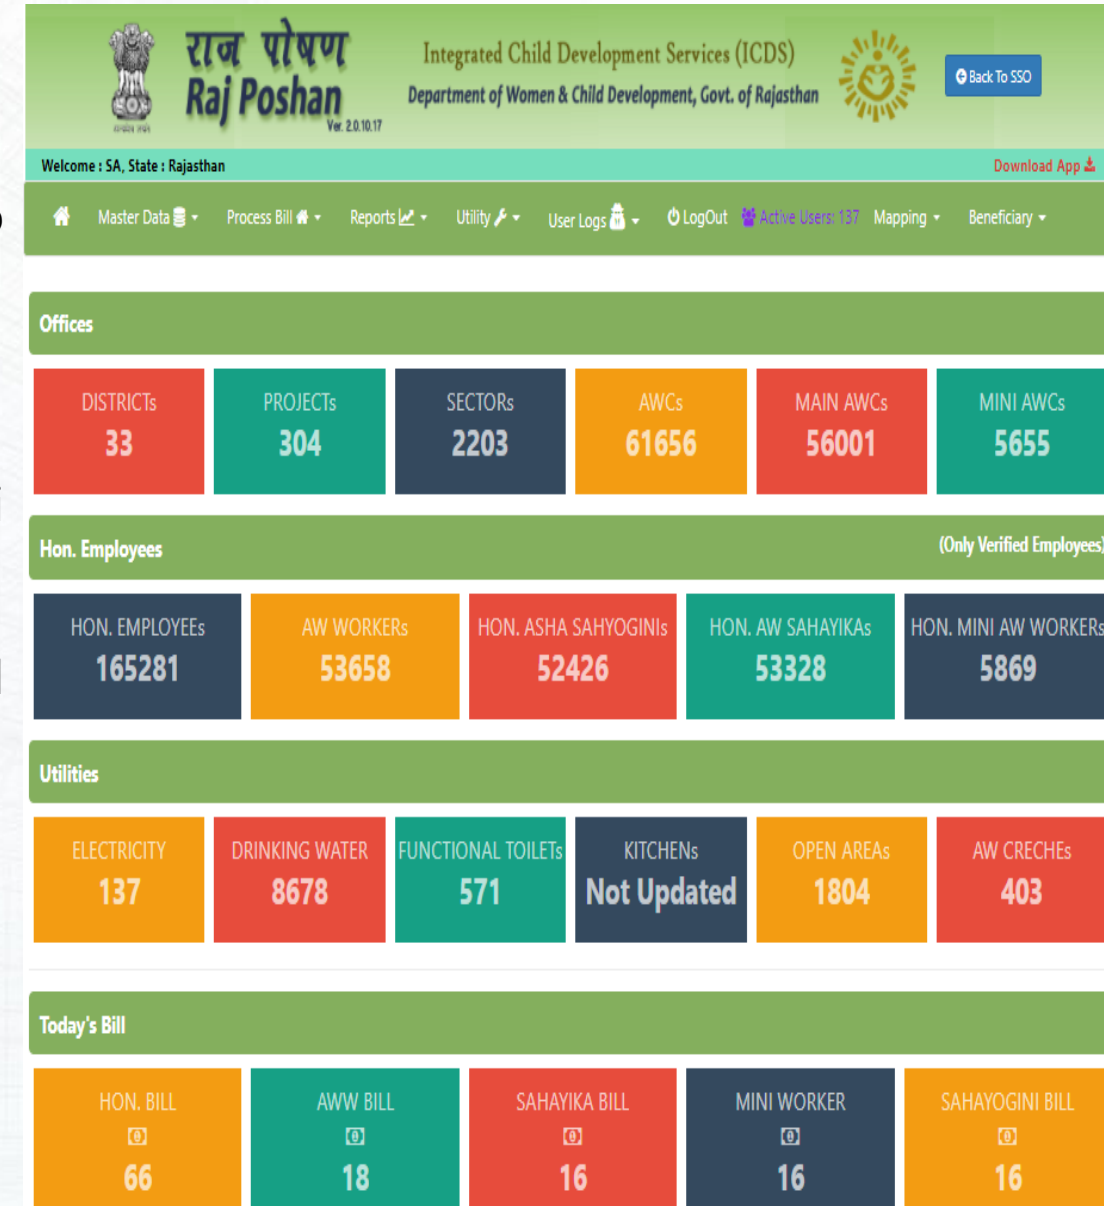 राज पोषण
Raj Poshan
Ver. 2.0.10.17
Integrated Child Development Services (ICDS)
Department of Women & Child Development, Govt. of Rajasthan
Back To SSO
Welcome : SA, State : Rajasthan
Download App
Master Data Process Bill Reports Utility User Logs LogOut Active Users: 137 Mapping Beneficiary
Offices
DISTRICTs PROJECTs SECTORs AWCs MAIN AWCs MINI AWCs
33 304 2203 61656 56001 5655
Hon. Employees (Only Verified Employees)
HON. EMPLOYEEs AW WORKERs HON. ASHA SAHYOGINIs HON. AW SAHAYIKAs HON. MINI AW WORKERs
165281 53658 52426 53328 5869
Utilities
ELECTRICITY DRINKING WATER FUNCTIONAL TOILETs KITCHENs OPEN AREAs AW CRECHEs
137 8678 571 Not Updated 1804 403
Today's Bill
HON. BILL AWW BILL SAHAYIKA BILL MINI WORKER SAHAYOGINI BILL
66 18 16 16 16